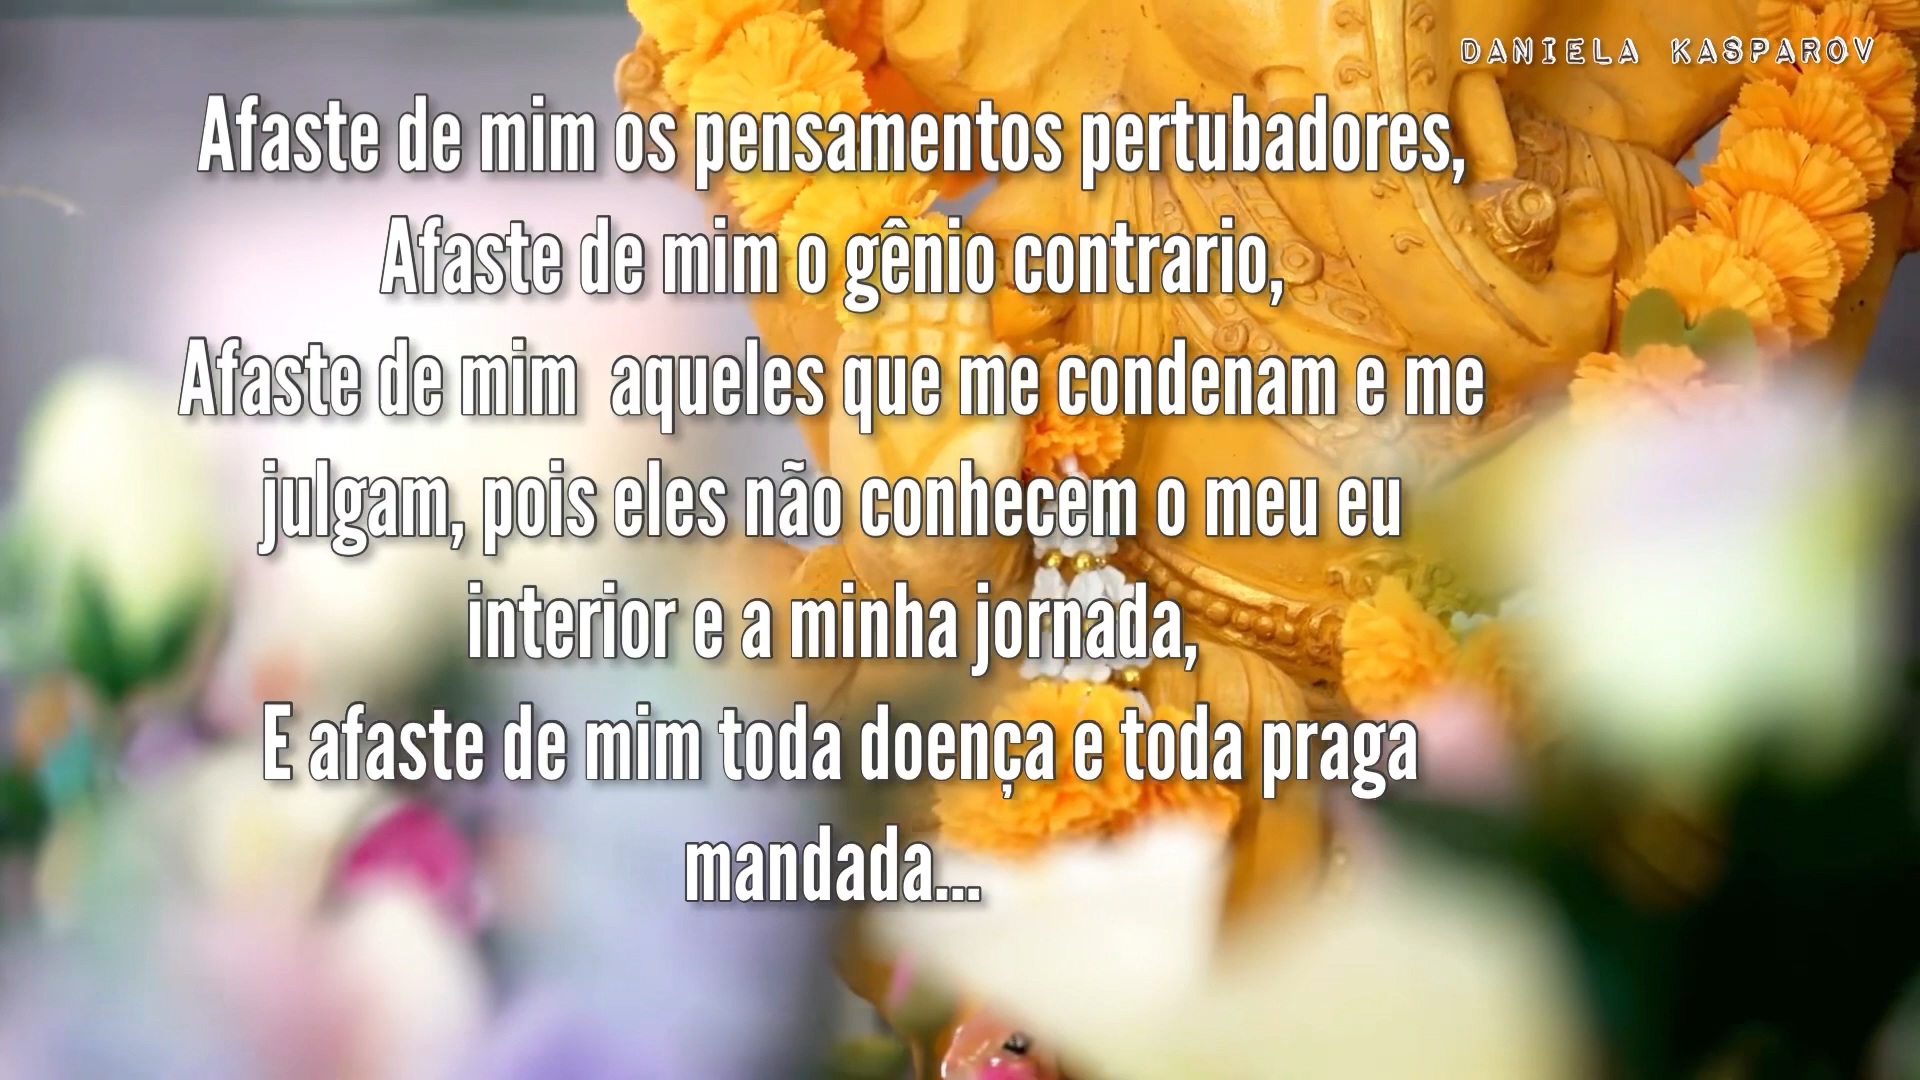 DANIELA KASPAROV
Afaste de mim os pensamentos pertubadores,
Afaste de mim o gênio contrario,
Afaste de mim aqueles que me condenam e me
julgam, pois eles não conhecem o meu eu
interior e a minha jornada,
E afaste de mim toda doença e toda praga
mandada...